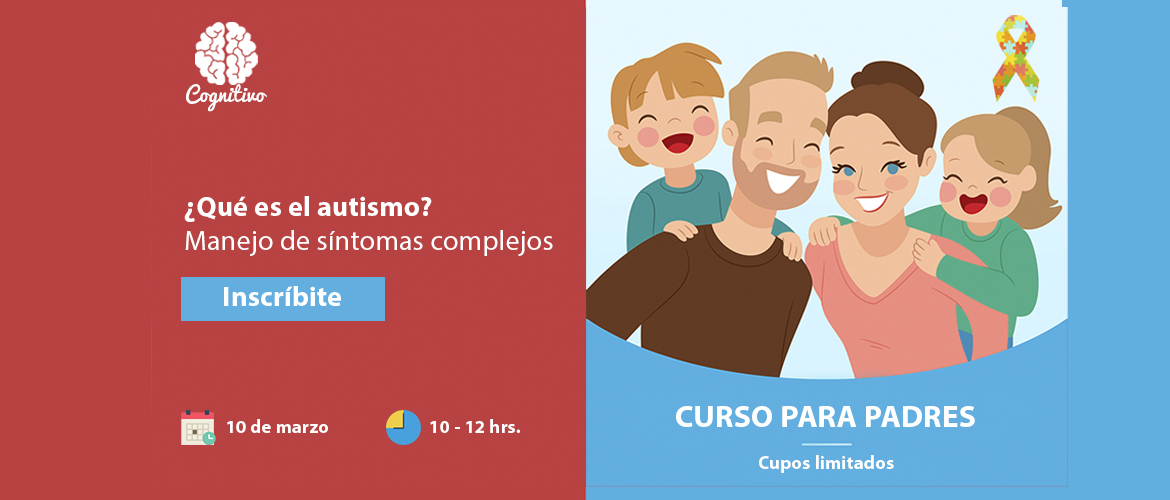 Cognitivo
¿Qué es el autismo?
Manejo de síntomas complejos
Inscríbite
10 de marzo
10 - 12 hrs.
CURSO PARA PADRES
Cupos limitados